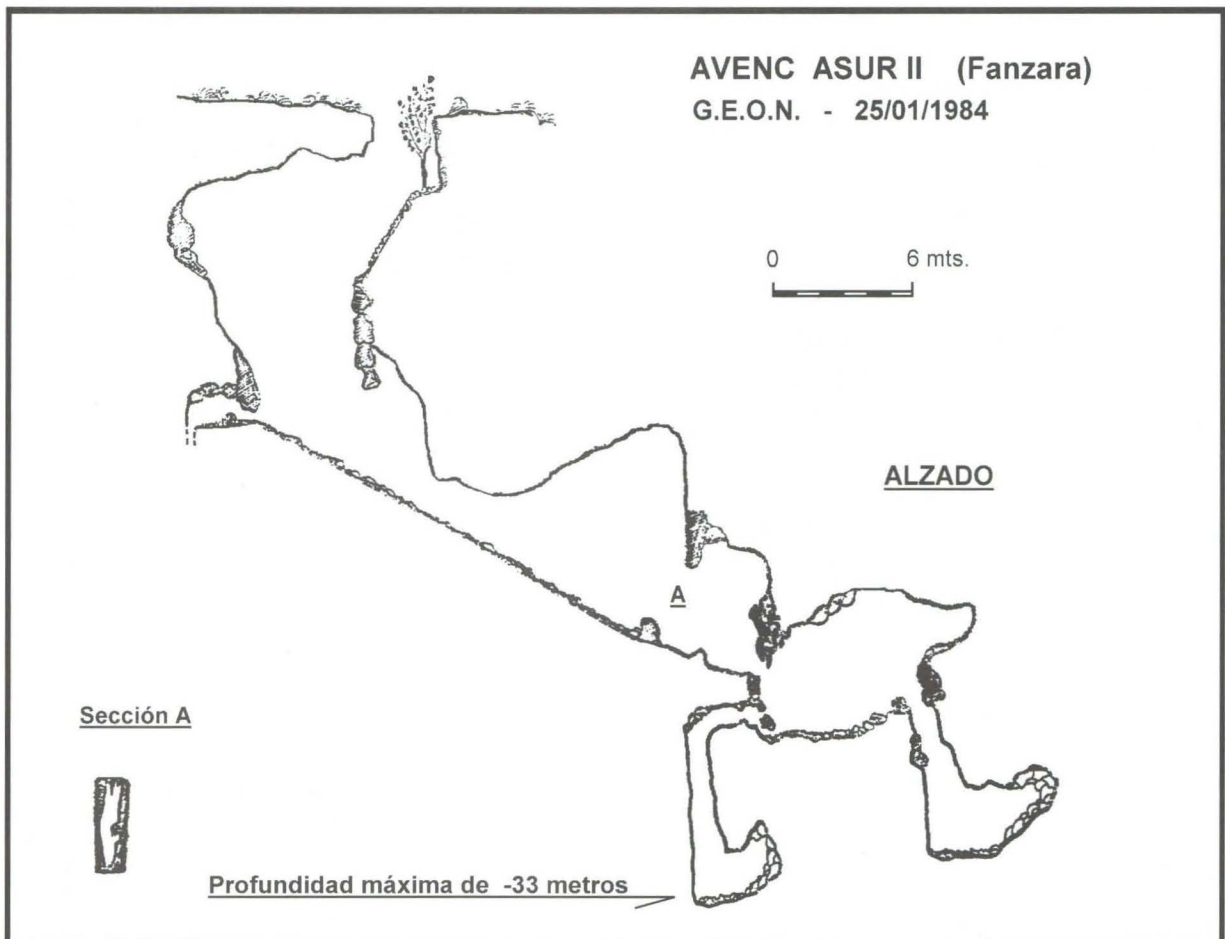 AVENC ASUR II (Fanzara)
G.E.O.N. - 25/01/1984
0 6 mts.
ALZADO
A
Sección A
Profundidad máxima de -33 metros